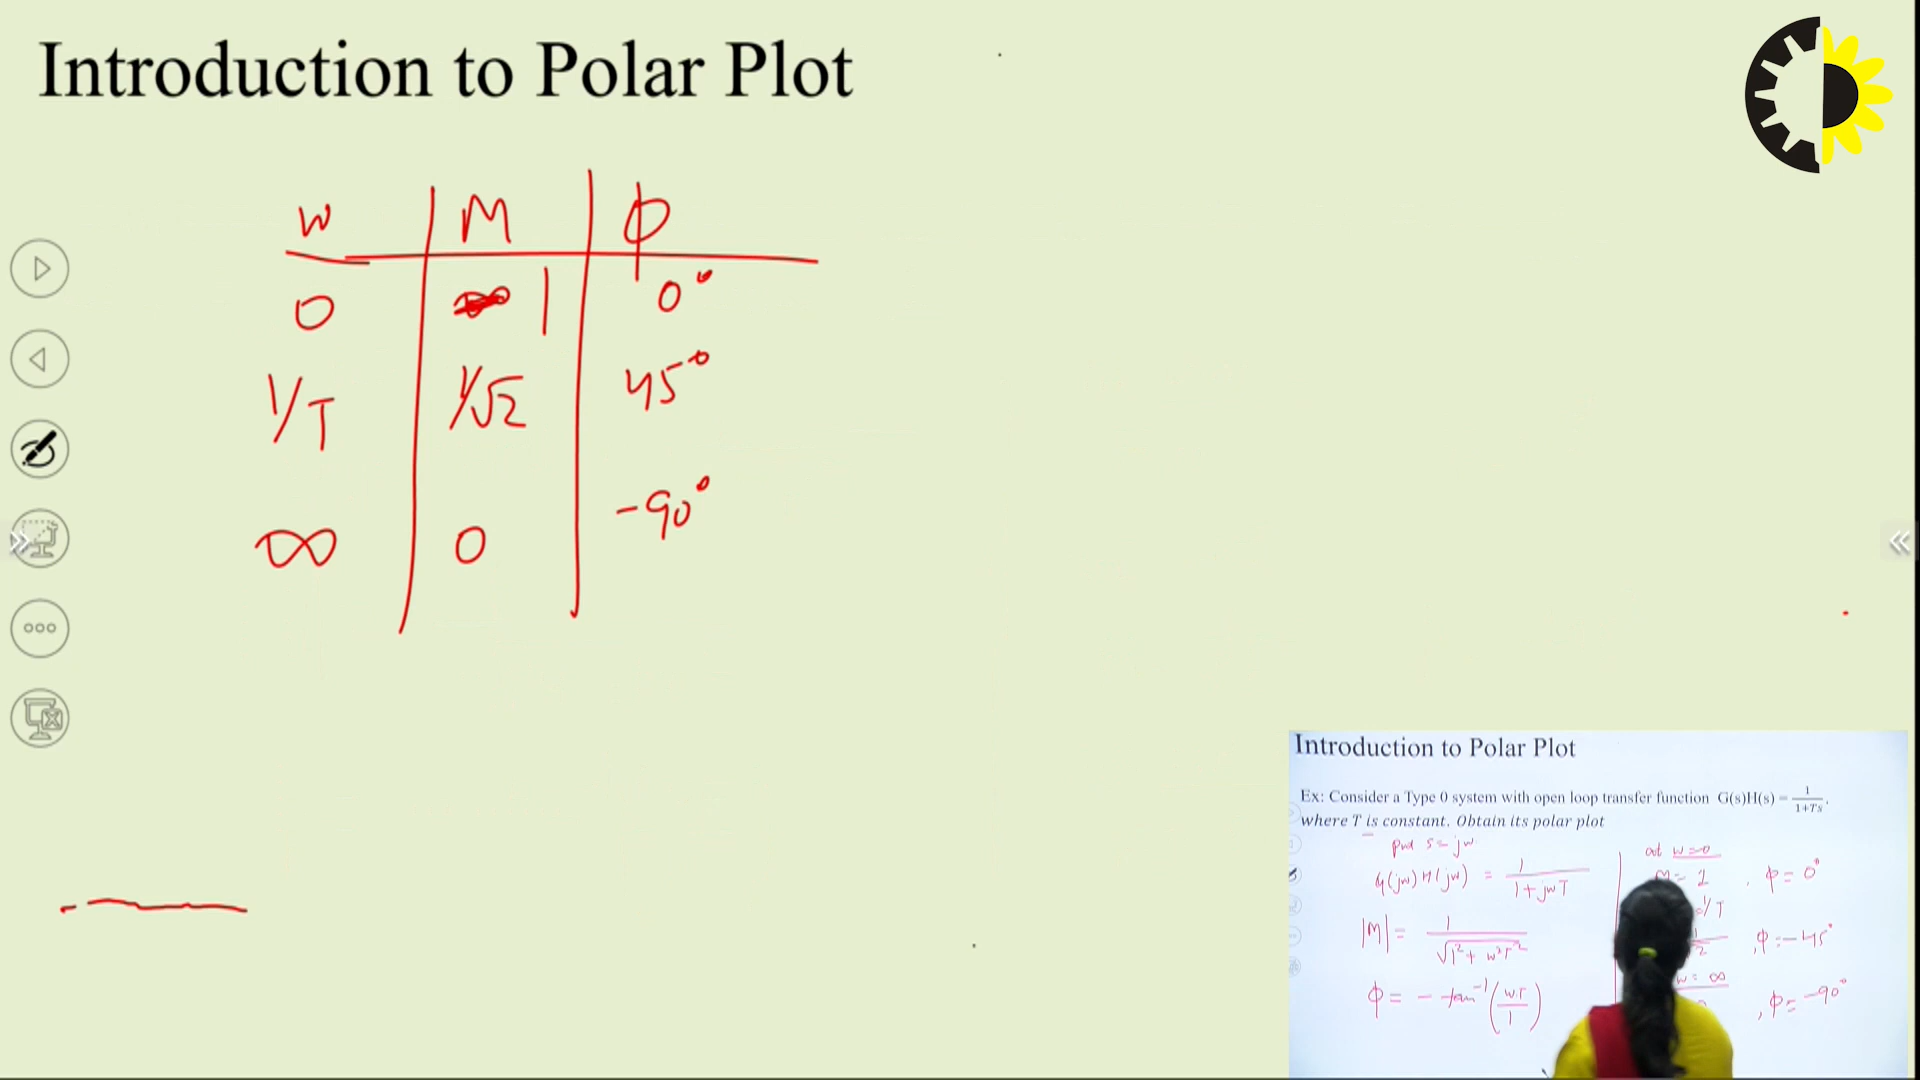 Introduction to Polar Plot
w M ϕ
0 1 0°
1/T 1/√2 45°
∞ 0 -90°
Introduction to Polar Plot
Ex: Consider a Type 0 system with open loop transfer function G(s)H(s) = 1/1+Ts,
where T is constant. Obtain its polar plot
put s = jw
G(jw) H(jw) = 1/1+jwT
|M| = 1/√1²+w²T²
ϕ = - tan⁻¹(wT/1)
at w=0
M= 1, ϕ = 0°
=1/T
, ϕ=-45°
w= ∞
, ϕ= -90°